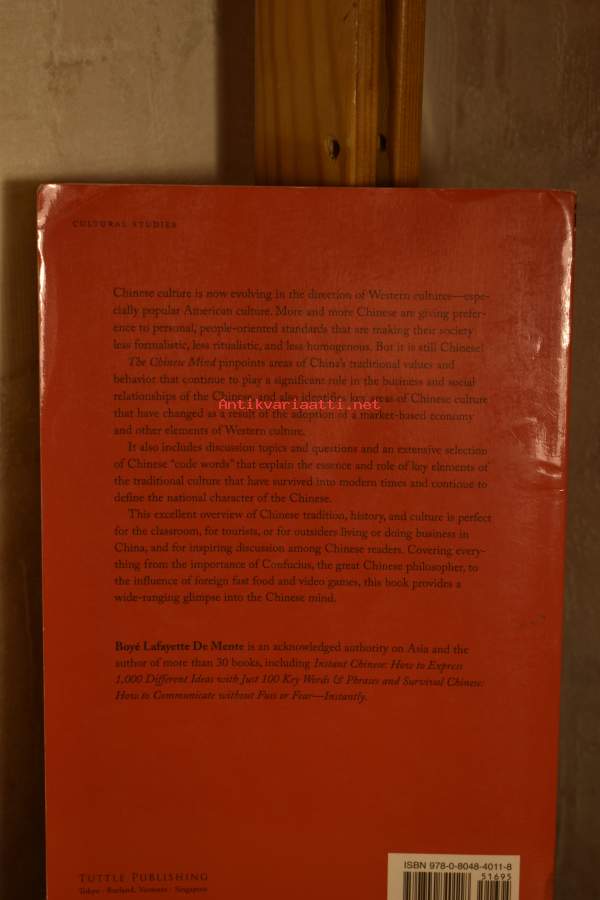 CULTURAL STUDIES
Chinese culture is now evolving in the direction of Western cultures—espe-
cially popular American culture. More and more Chinese are giving prefer-
ence to personal, people-oriented standards that are making their society
less formalistic, less ritualistic, and less homogenous. But it is still Chinese!
The Chinese Mind pinpoints areas of China's traditional values and
behavior that continue to play a significant role in the business and social
relationships of the Chinese, and also identifies key areas of Chinese culture
Antikvariaatti.net
that have changed as a result of the adoption of a market-based economy
and other elements of Western culture.
It also includes discussion topics and questions and an extensive selection
of Chinese "code words" that explain the essence and role of key elements of
the traditional culture that have survived into modern times and continue to
define the national character of the Chinese.
This excellent overview of Chinese tradition, history, and culture is perfect
for the classroom, for tourists, or for outsiders living or doing business in
China, and for inspiring discussion among Chinese readers. Covering every-
thing from the importance of Confucius, the great Chinese philosopher, to
the influence of foreign fast food and video games, this book provides a
wide-ranging glimpse into the Chinese mind.
Boyé Lafayette De Mente is an acknowledged authority on Asia and the
author of more than 30 books, including Instant Chinese: How to Express
1,000 Different Ideas with Just 100 Key Words & Phrases and Survival Chinese:
How to Communicate without Fuss or Fear—Instantly.
TUTTLE PUBLISHING
Tokyo · Rutland, Vermont · Singapore
ISBN 978-0-8048-4011-8
51695